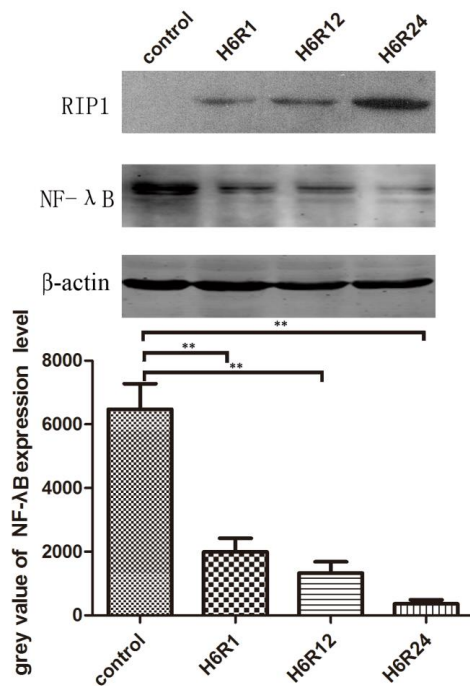 control H6R1 H6R12 H6R24
RIP1
NF-λB
β-actin
**
**
**
grey value of NF-λB expression level
8000
6000
4000
2000
0
control H6R1 H6R12 H6R24